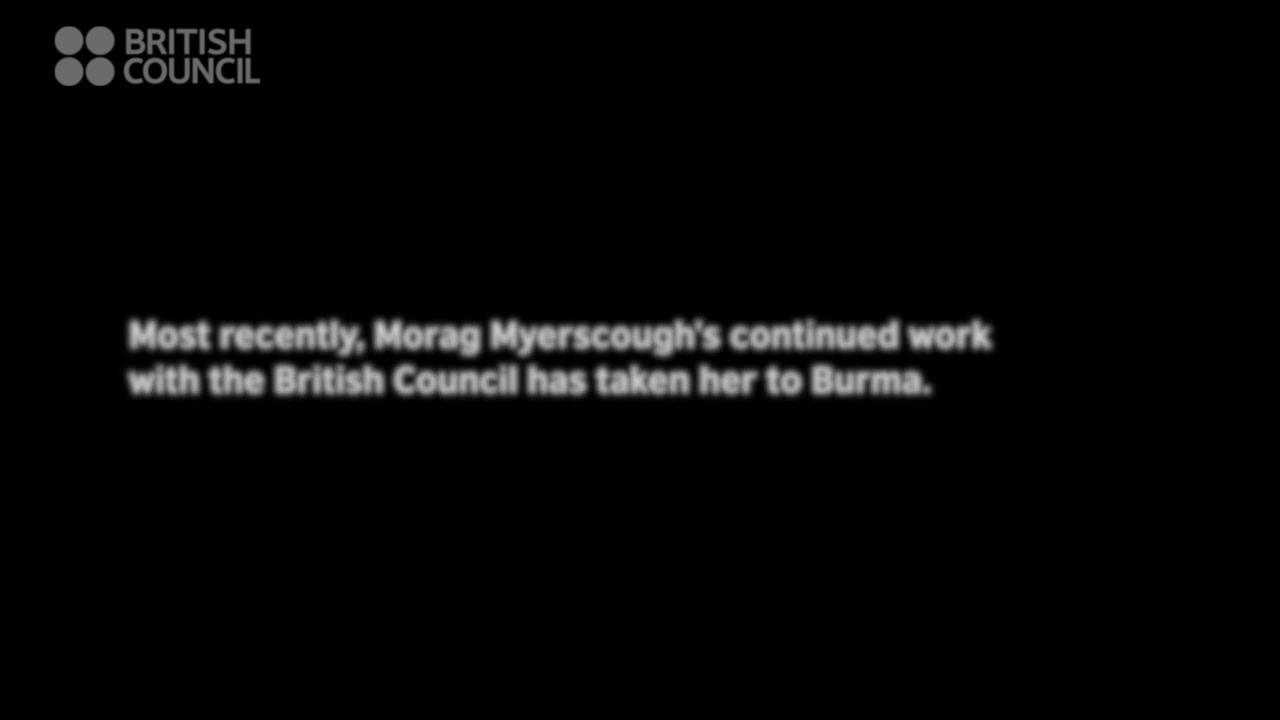 BRITISH
COUNCIL
Most recently, Morag Myerscough's continued work
with the British Council has taken her to Burma.